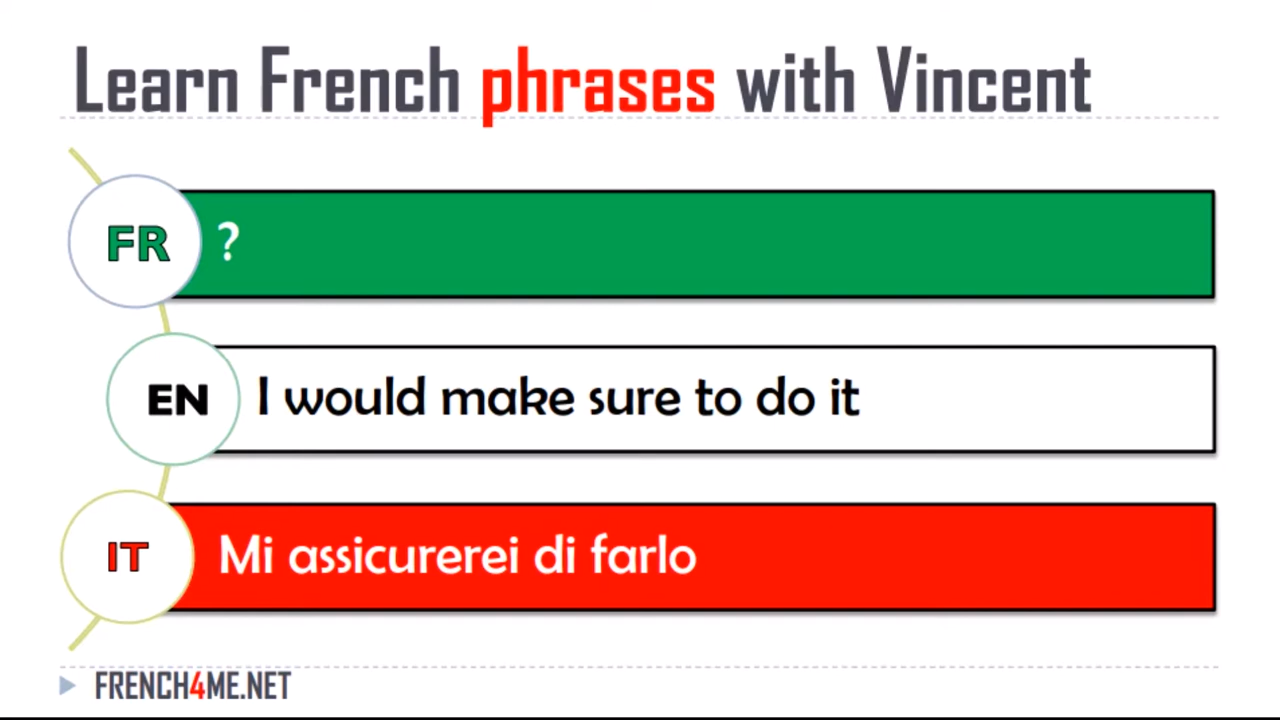 Learn French phrases with Vincent
FR ?
EN I would make sure to do it
IT Mi assicurerei di farlo
FRENCH4ME.NET